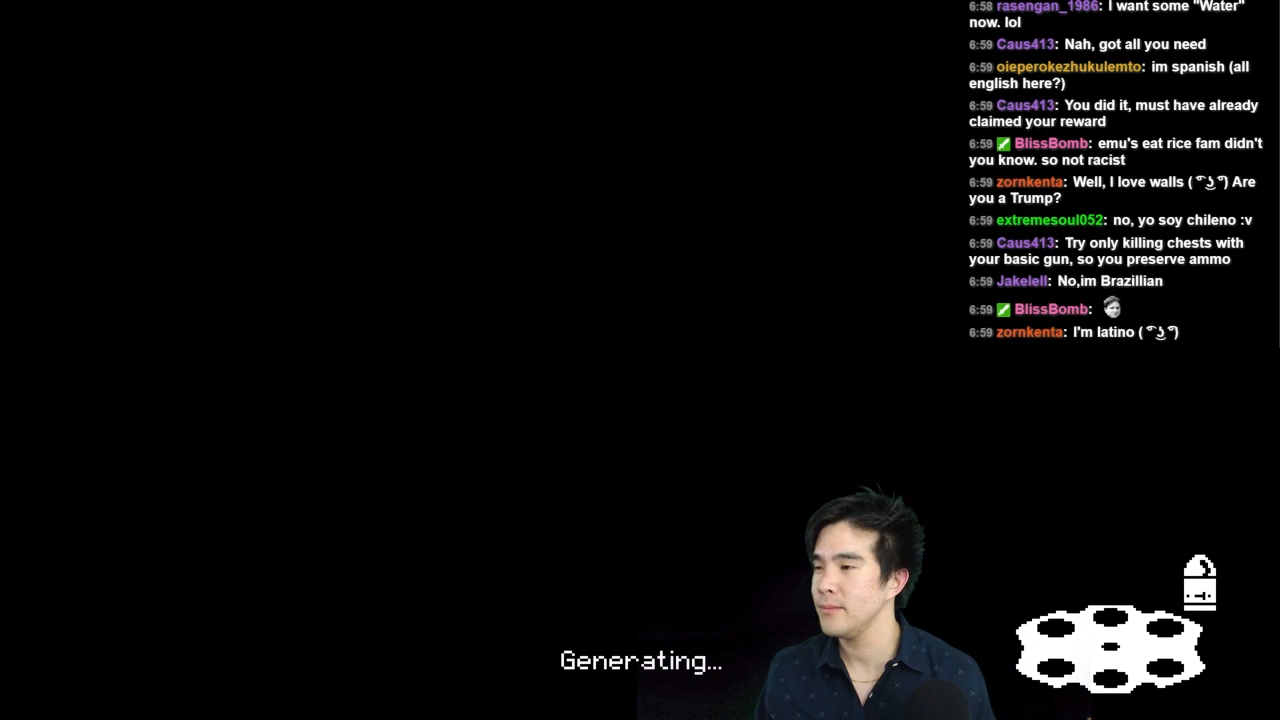 6:58 rasengan_1986: I want some "Water"
now. lol
6:59 Caus413: Nah, got all you need
6:59 oieperokezhukulemto: im spanish (all
english here?)
6:59 Caus413: You did it, must have already
claimed your reward
6:59 BlissBomb: emu's eat rice fam didn't
you know. so not racist
6:59 zornkenta: Well, I love walls ( ͡° ͜ʖ ͡°) Are
you a Trump?
6:59 extremesoul052: no, yo soy chileno :v
6:59 Caus413: Try only killing chests with
your basic gun, so you preserve ammo
6:59 Jakelell: No,im Brazillian
6:59 BlissBomb:
6:59 zornkenta: I'm latino ( ͡° ͜ʖ ͡°)
Generating...